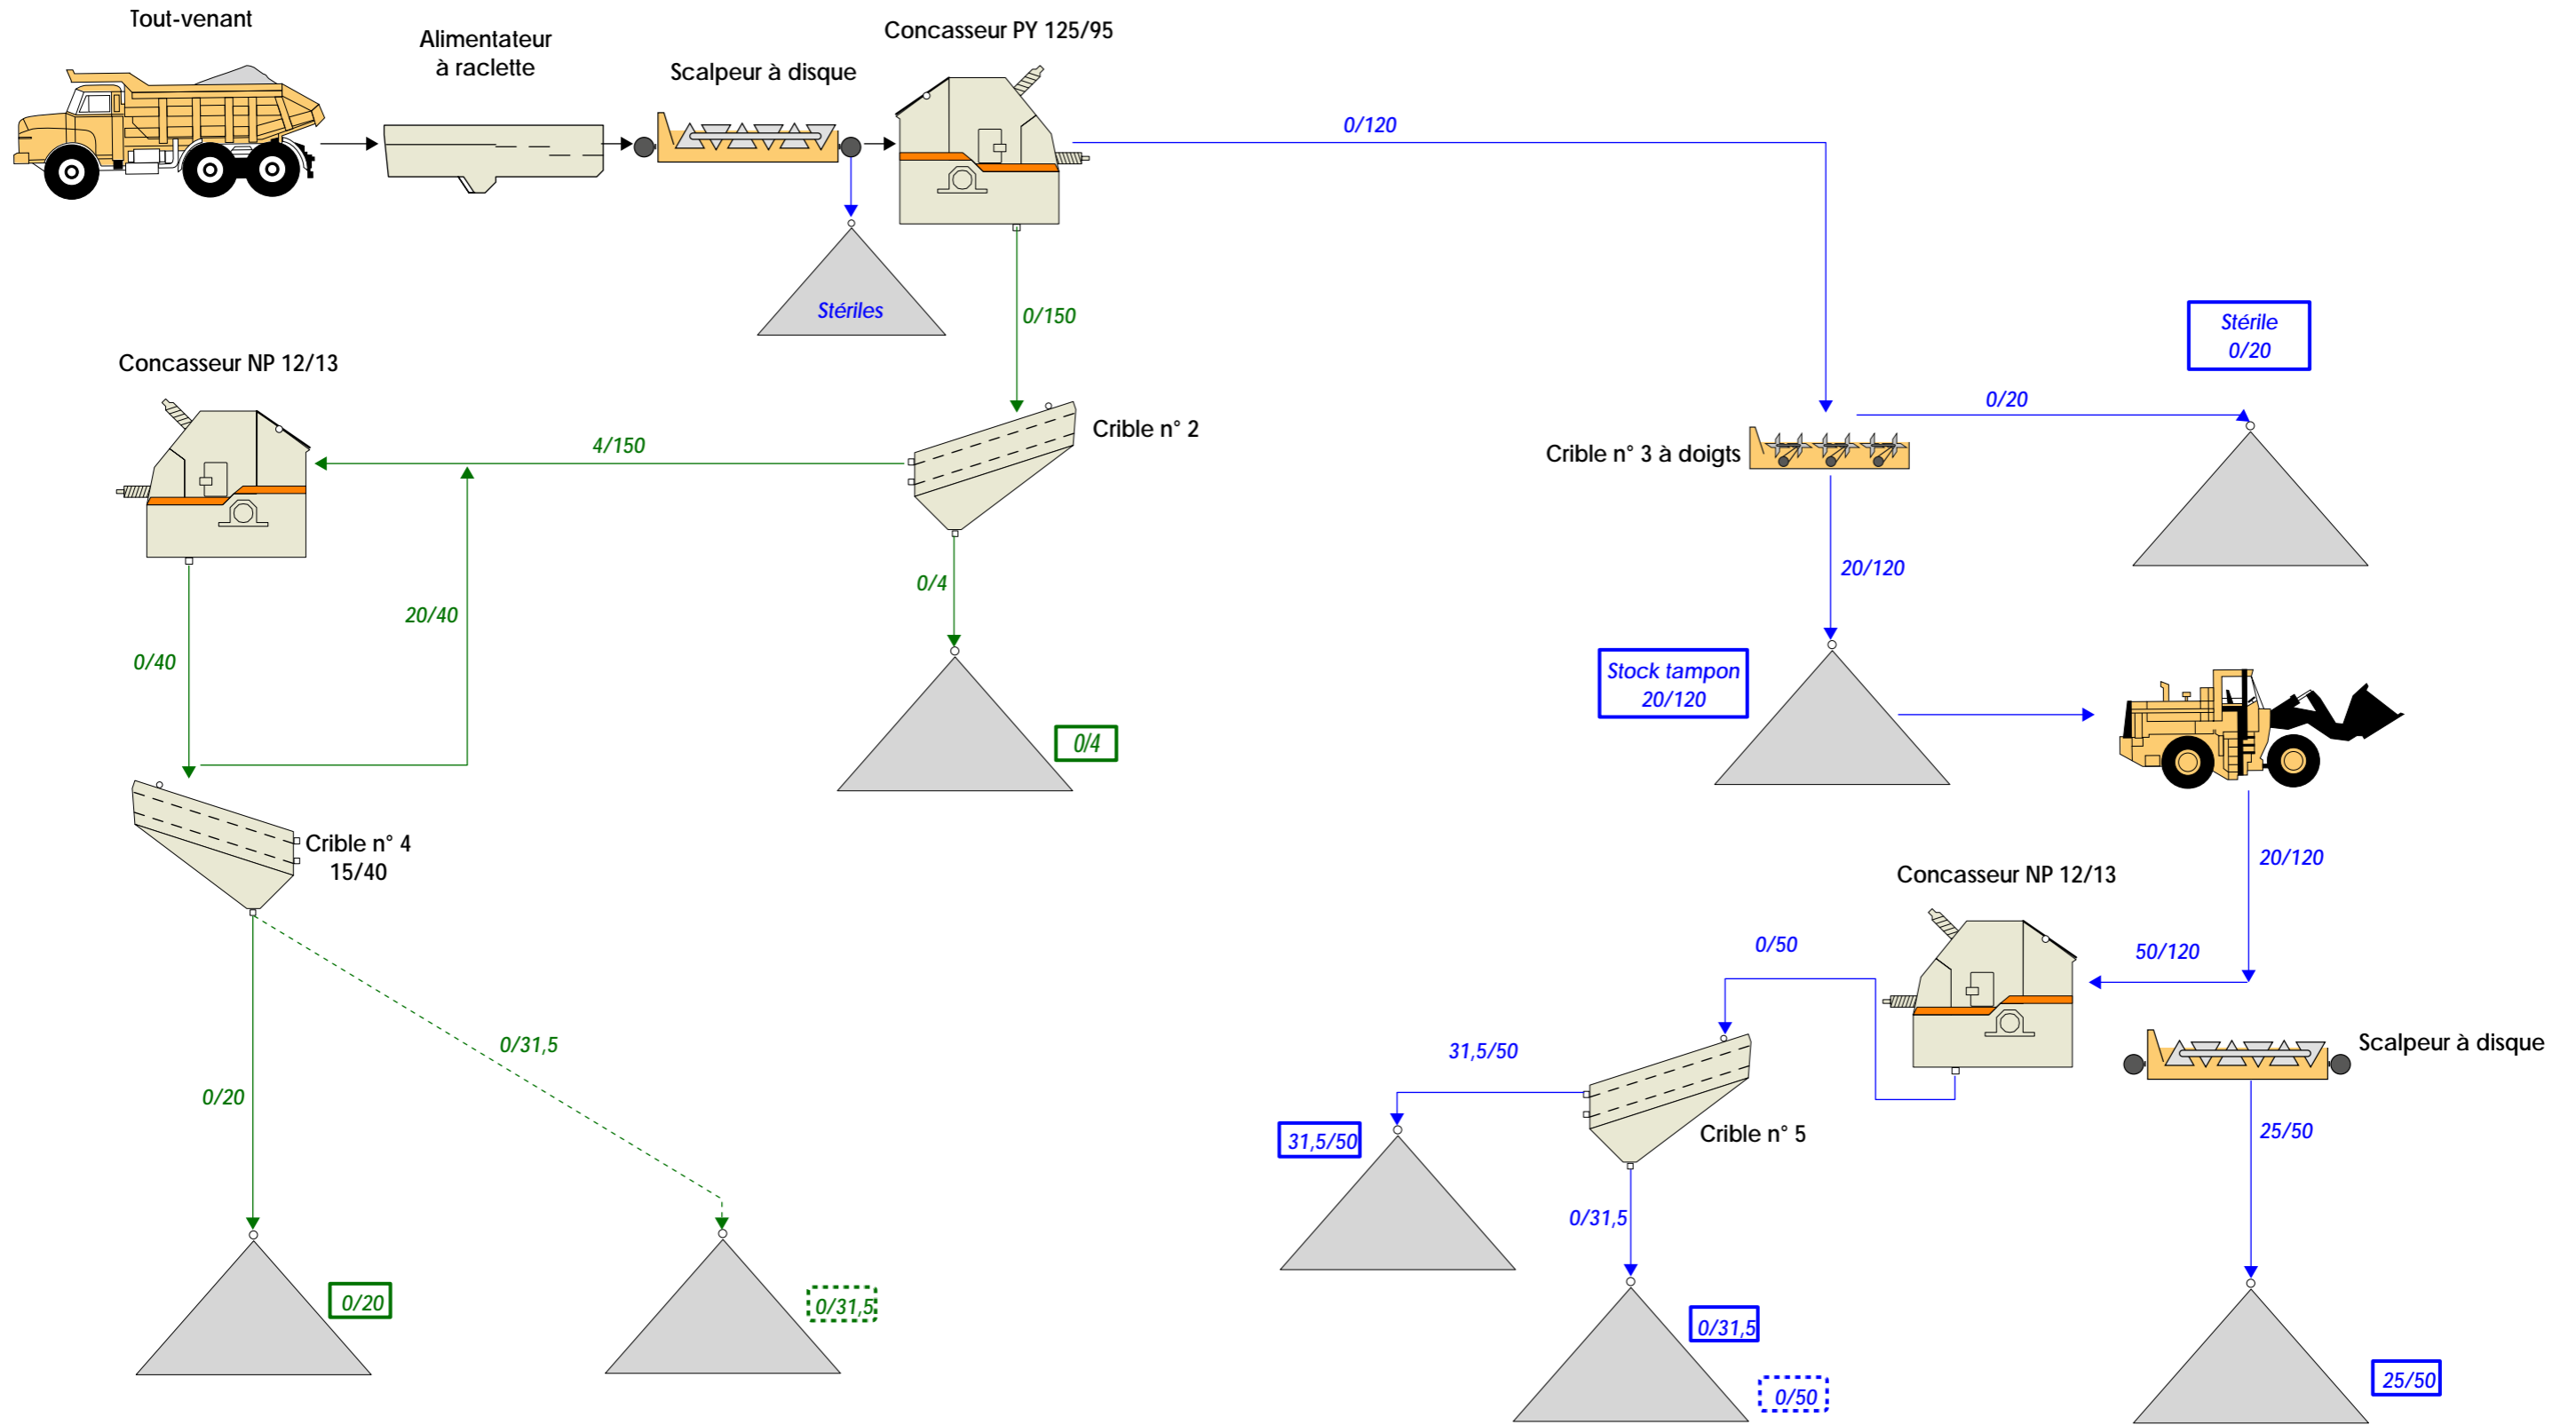 Tout-venant
Alimentateur
à raclette
Scalpeur à disque
Concasseur PY 125/95
0/120
Stériles
0/150
Stérile
0/20
Concasseur NP 12/13
4/150
Crible n° 2
0/20
Crible n° 3 à doigts
20/120
0/4
20/40
0/40
Stock tampon
20/120
0/4
Crible n° 4
15/40
20/120
Concasseur NP 12/13
0/50
50/120
0/31,5
31,5/50
Scalpeur à disque
0/20
31,5/50
Crible n° 5
25/50
0/31,5
0/20
0/31,5
0/31,5
0/50
25/50